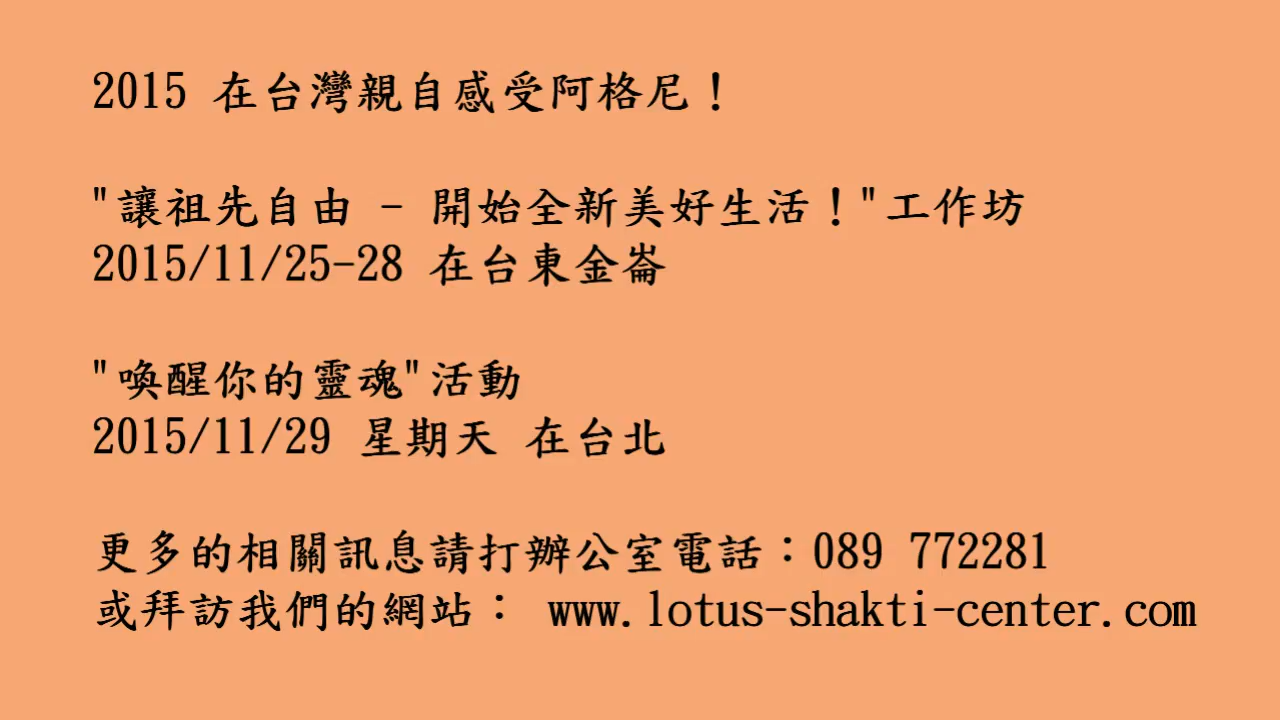 2015 在台灣親自感受阿格尼！
"讓祖先自由 - 開始全新美好生活！"工作坊
2015/11/25-28 在台東金崙
"喚醒你的靈魂"活動
2015/11/29 星期天 在台北
更多的相關訊息請打辦公室電話：089 772281
或拜訪我們的網站： www.lotus-shakti-center.com